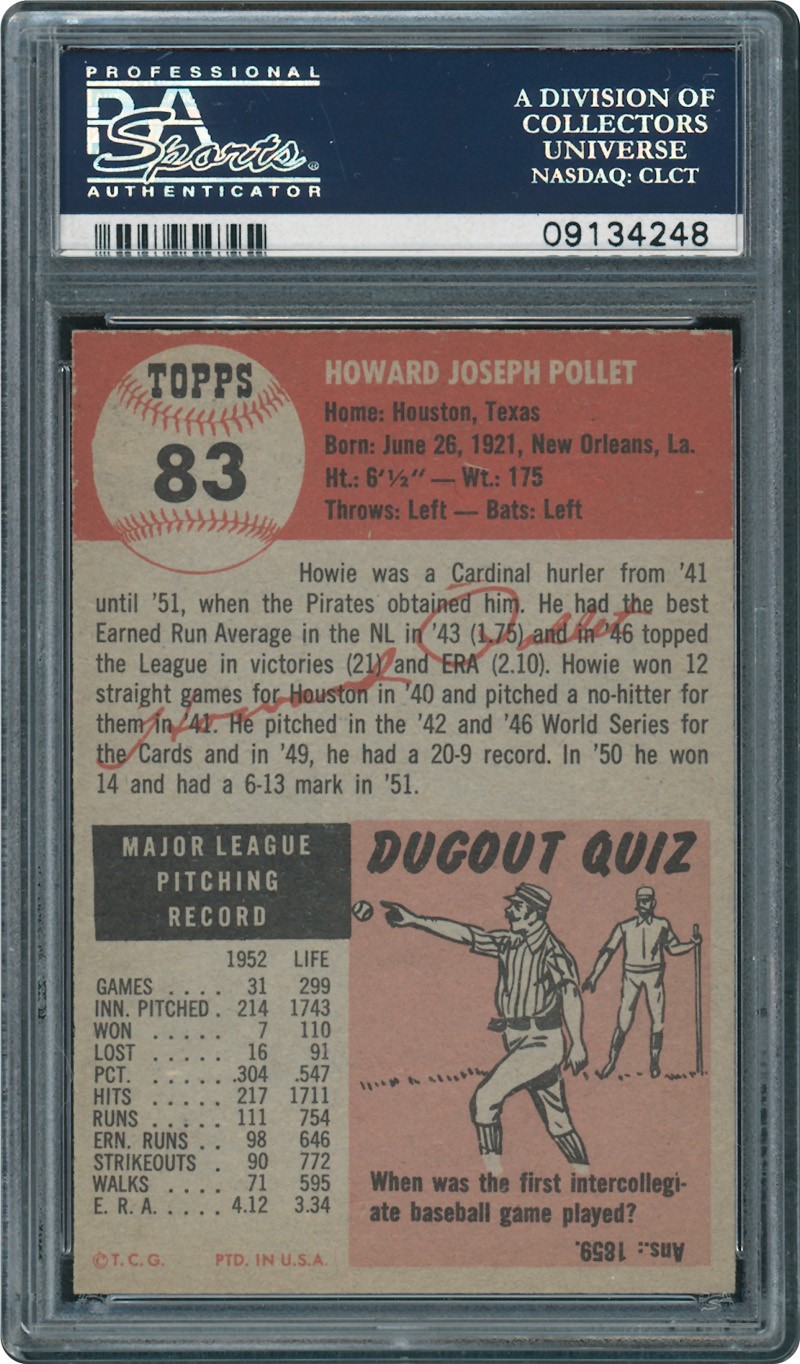 PROFESSIONAL
PSA
Sports®
AUTHENTICATOR
A DIVISION OF
COLLECTORS
UNIVERSE
NASDAQ: CLCT
09134248
TOPPS
83
HOWARD JOSEPH POLLET
Home: Houston, Texas
Born: June 26, 1921, New Orleans, La.
Ht.: 6'½" — Wt.: 175
Throws: Left — Bats: Left
Howie was a Cardinal hurler from '41
until '51, when the Pirates obtained him. He had the best
Earned Run Average in the NL in '43 (1.75) and in '46 topped
the League in victories (21) and ERA (2.10). Howie won 12
straight games for Houston in '40 and pitched a no-hitter for
them in '41. He pitched in the '42 and '46 World Series for
the Cards and in '49, he had a 20-9 record. In '50 he won
14 and had a 6-13 mark in '51.
Howard Pollet
MAJOR LEAGUE
PITCHING
RECORD
1952 LIFE
GAMES .... 31 299
INN. PITCHED . 214 1743
WON ..... 7 110
LOST ..... 16 91
PCT. ...... .304 .547
HITS ..... 217 1711
RUNS ..... 111 754
ERN. RUNS .. 98 646
STRIKEOUTS . 90 772
WALKS .... 71 595
E. R. A. ..... 4.12 3.34
© T. C. G. PTD. IN U.S.A.
DUGOUT QUIZ
When was the first intercollegi-
ate baseball game played?
Ans.: 1859.